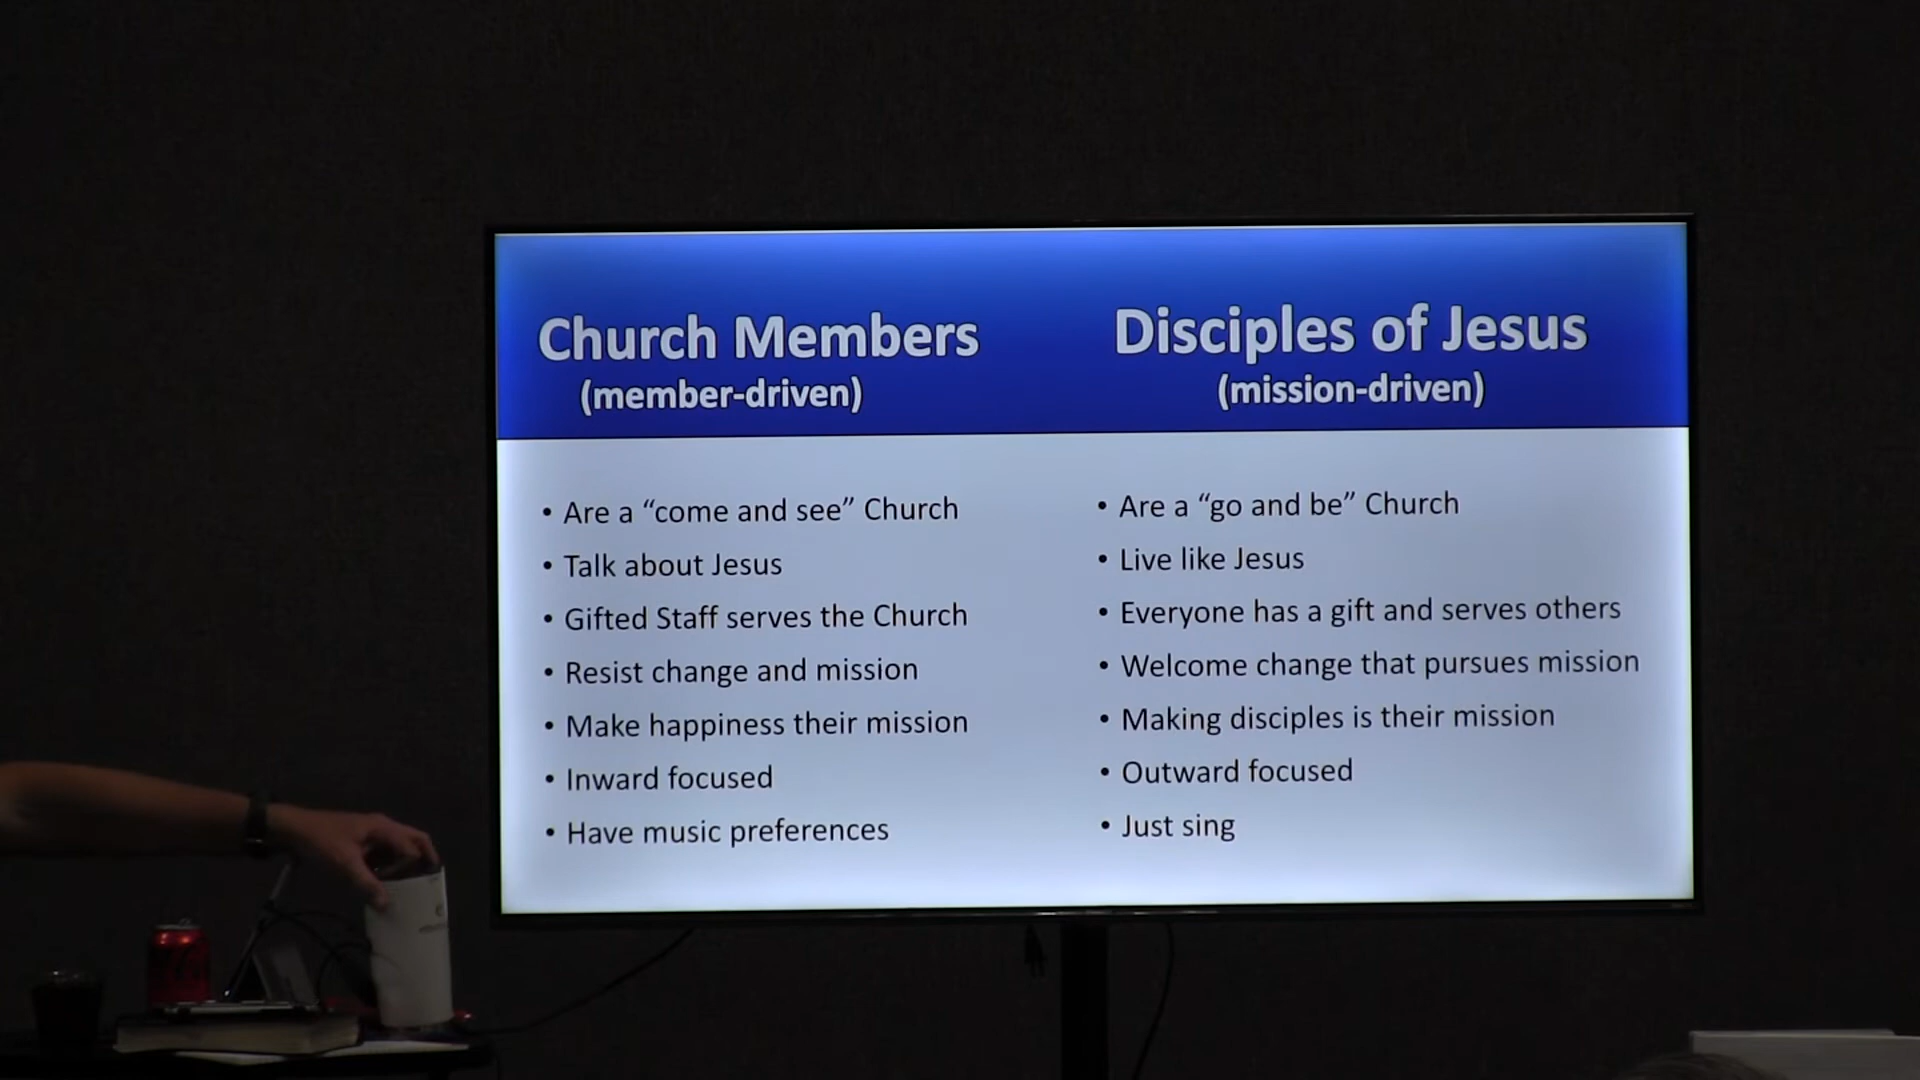 Church Members
(member-driven)
• Are a “come and see” Church
• Talk about Jesus
• Gifted Staff serves the Church
• Resist change and mission
• Make happiness their mission
• Inward focused
• Have music preferences
Disciples of Jesus
(mission-driven)
• Are a “go and be” Church
• Live like Jesus
• Everyone has a gift and serves others
• Welcome change that pursues mission
• Making disciples is their mission
• Outward focused
• Just sing